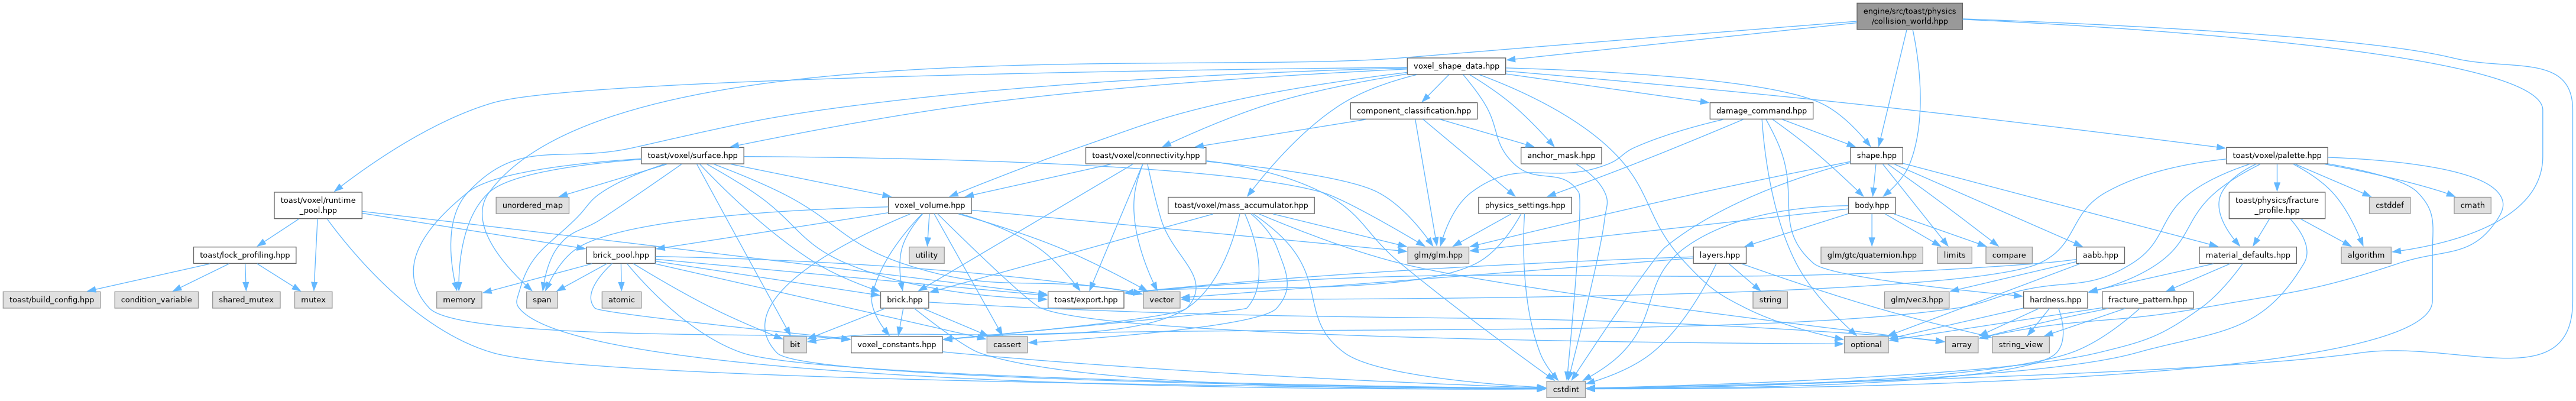 engine/src/toast/physics
/collision_world.hpp
voxel_shape_data.hpp
component_classification.hpp
damage_command.hpp
toast/voxel/surface.hpp
toast/voxel/connectivity.hpp
anchor_mask.hpp
shape.hpp
toast/voxel/palette.hpp
toast/voxel/runtime
_pool.hpp
unordered_map
voxel_volume.hpp
toast/voxel/mass_accumulator.hpp
physics_settings.hpp
body.hpp
toast/physics/fracture
_profile.hpp
cstddef
cmath
toast/lock_profiling.hpp
brick_pool.hpp
utility
glm/glm.hpp
layers.hpp
glm/gtc/quaternion.hpp
limits
compare
aabb.hpp
material_defaults.hpp
algorithm
toast/build_config.hpp
condition_variable
shared_mutex
mutex
memory
span
atomic
brick.hpp
toast/export.hpp
vector
string
glm/vec3.hpp
hardness.hpp
fracture_pattern.hpp
bit
voxel_constants.hpp
cassert
optional
array
string_view
cstdint